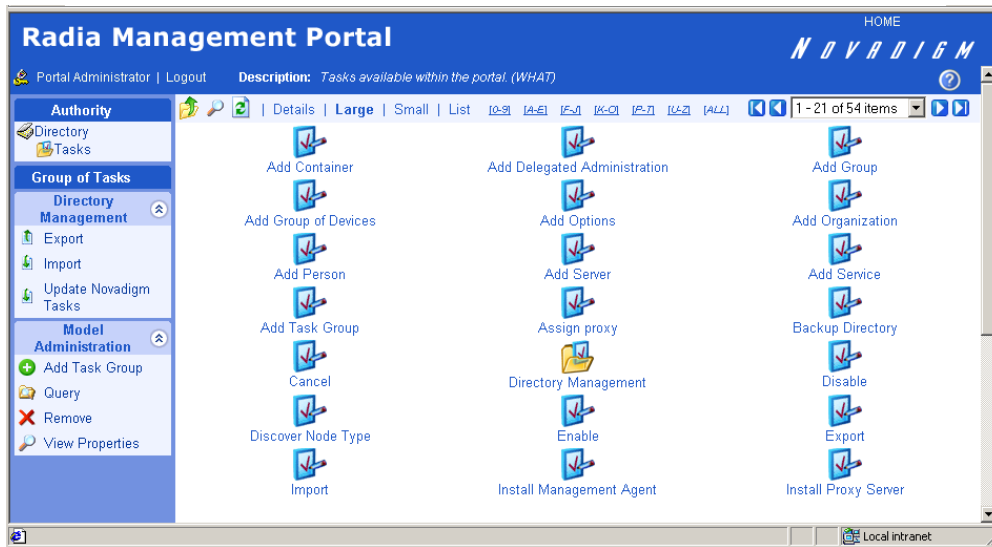 HOME
Radia Management Portal
NOVADIGM
Portal Administrator | Logout Description: Tasks available within the portal. (WHAT)
Authority
Directory
Tasks
Group of Tasks
Directory
Management
Export
Import
Update Novadigm
Tasks
Model
Administration
Add Task Group
Query
Remove
View Properties
| Details | Large | Small | List [0-9] [A-E] [F-J] [K-O] [P-T] [U-Z] [ALL] 1 - 21 of 54 items
Add Container Add Delegated Administration Add Group
Add Group of Devices Add Options Add Organization
Add Person Add Server Add Service
Add Task Group Assign proxy Backup Directory
Cancel Directory Management Disable
Discover Node Type Enable Export
Import Install Management Agent Install Proxy Server
Local intranet